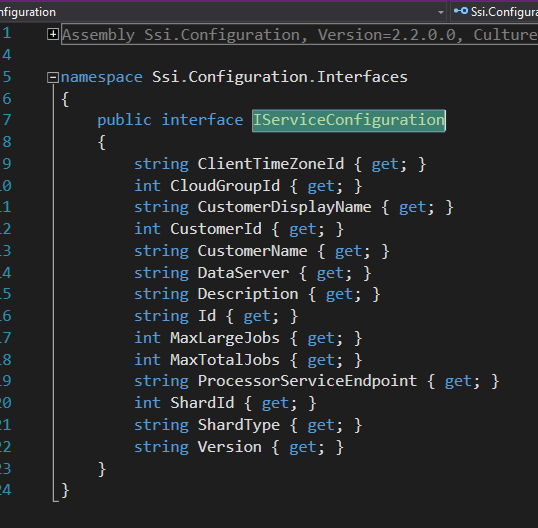 nfiguration Ssi.Configura
1 Assembly Ssi.Configuration, Version=2.2.0.0, Culture
4
5 namespace Ssi.Configuration.Interfaces
6 {
7 public interface IServiceConfiguration
8 {
9 string ClientTimeZoneId { get; }
10 int CloudGroupId { get; }
11 string CustomerDisplayName { get; }
12 int CustomerId { get; }
13 string CustomerName { get; }
14 string DataServer { get; }
15 string Description { get; }
16 string Id { get; }
17 int MaxLargeJobs { get; }
18 int MaxTotalJobs { get; }
19 string ProcessorServiceEndpoint { get; }
20 int ShardId { get; }
21 string ShardType { get; }
22 string Version { get; }
23 }
24 }